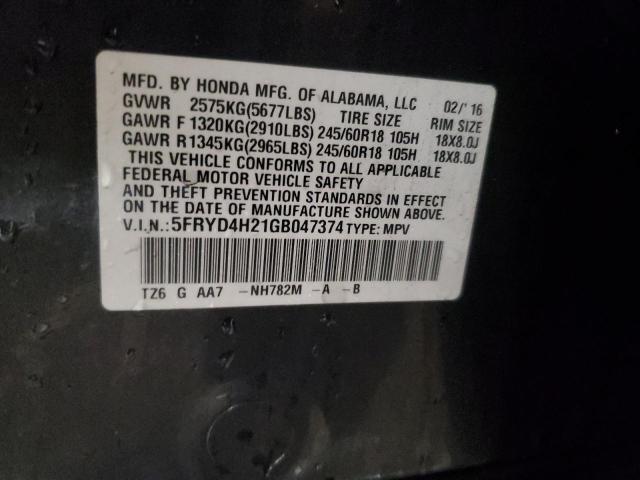 MFD. BY HONDA MFG. OF ALABAMA, LLC 02/'16
GVWR 2575KG(5677LBS) TIRE SIZE RIM SIZE
GAWR F 1320KG(2910LBS) 245/60R18 105H 18X8.0J
GAWR R 1345KG(2965LBS) 245/60R18 105H 18X8.0J
THIS VEHICLE CONFORMS TO ALL APPLICABLE
FEDERAL MOTOR VEHICLE SAFETY
AND THEFT PREVENTION STANDARDS IN EFFECT
ON THE DATE OF MANUFACTURE SHOWN ABOVE.
V.I.N.: 5FRYD4H21GB047374 TYPE: MPV
TZ6 G AA7 -NH782M -A -B